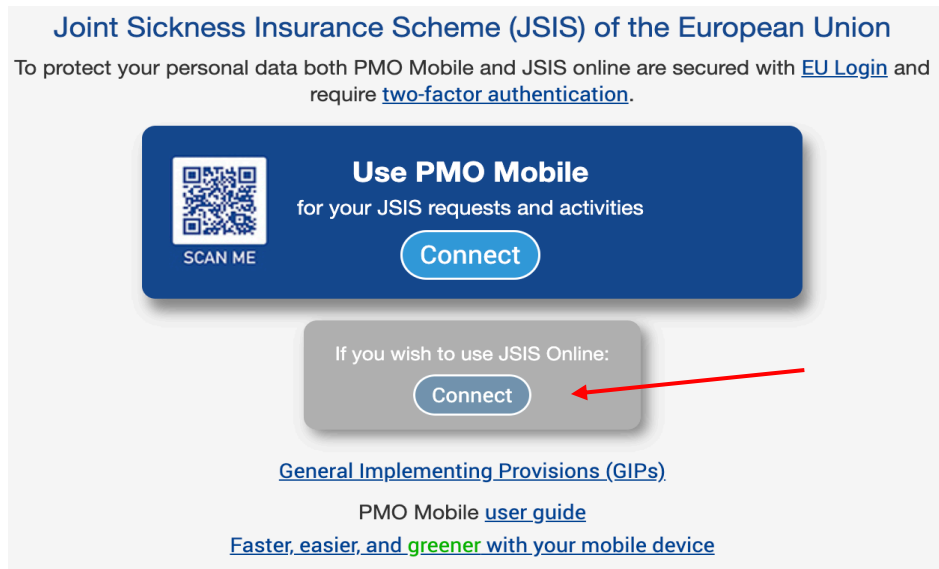 Joint Sickness Insurance Scheme (JSIS) of the European Union
To protect your personal data both PMO Mobile and JSIS online are secured with EU Login and
require two-factor authentication.
Use PMO Mobile
for your JSIS requests and activities
Connect
SCAN ME
If you wish to use JSIS Online:
Connect
General Implementing Provisions (GIPs)
PMO Mobile user guide
Faster, easier, and greener with your mobile device